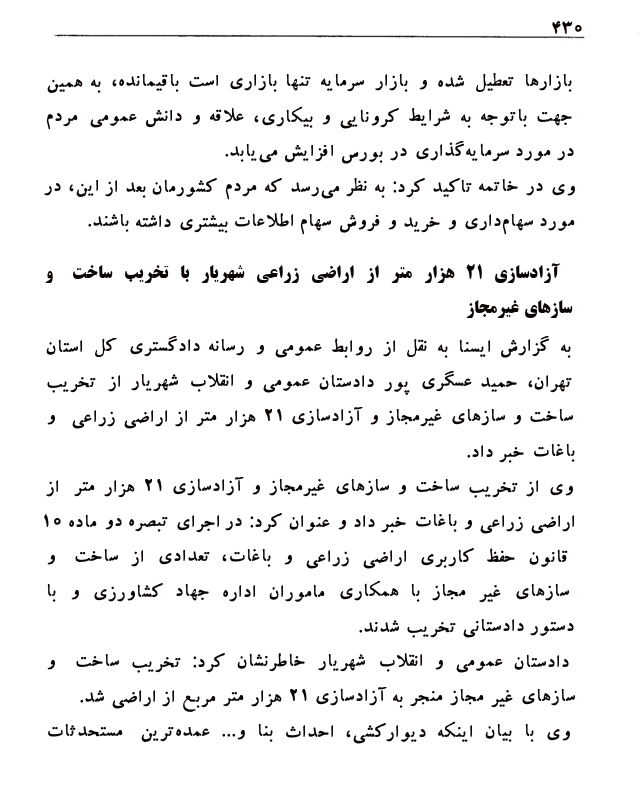 ۴۳۰
بازارها تعطیل شده و بازار سرمایه تنها بازاری است باقیمانده، به همین
جهت باتوجه به شرایط کرونایی و بیکاری، علاقه و دانش عمومی مردم
در مورد سرمایه‌گذاری در بورس افزایش می‌یابد.
وی در خاتمه تاکید کرد: به نظر می‌رسد که مردم کشورمان بعد از این، در
مورد سهام‌داری و خرید و فروش سهام اطلاعات بیشتری داشته باشند.
آزادسازی ۲۱ هزار متر از اراضی زراعی شهریار با تخریب ساخت و
سازهای غیرمجاز
به گزارش ایسنا به نقل از روابط عمومی و رسانه دادگستری کل استان
تهران، حمید عسگری پور دادستان عمومی و انقلاب شهریار از تخریب
ساخت و سازهای غیرمجاز و آزادسازی ۲۱ هزار متر از اراضی زراعی و
باغات خبر داد.
وی از تخریب ساخت و سازهای غیرمجاز و آزادسازی ۲۱ هزار متر از
اراضی زراعی و باغات خبر داد و عنوان کرد: در اجرای تبصره دو ماده ۱۰
قانون حفظ کاربری اراضی زراعی و باغات، تعدادی از ساخت و
سازهای غیر مجاز با همکاری ماموران اداره جهاد کشاورزی و با
دستور دادستانی تخریب شدند.
دادستان عمومی و انقلاب شهریار خاطرنشان کرد: تخریب ساخت و
سازهای غیر مجاز منجر به آزادسازی ۲۱ هزار متر مربع از اراضی شد.
وی با بیان اینکه دیوارکشی، احداث بنا و... عمده‌ترین مستحدثات